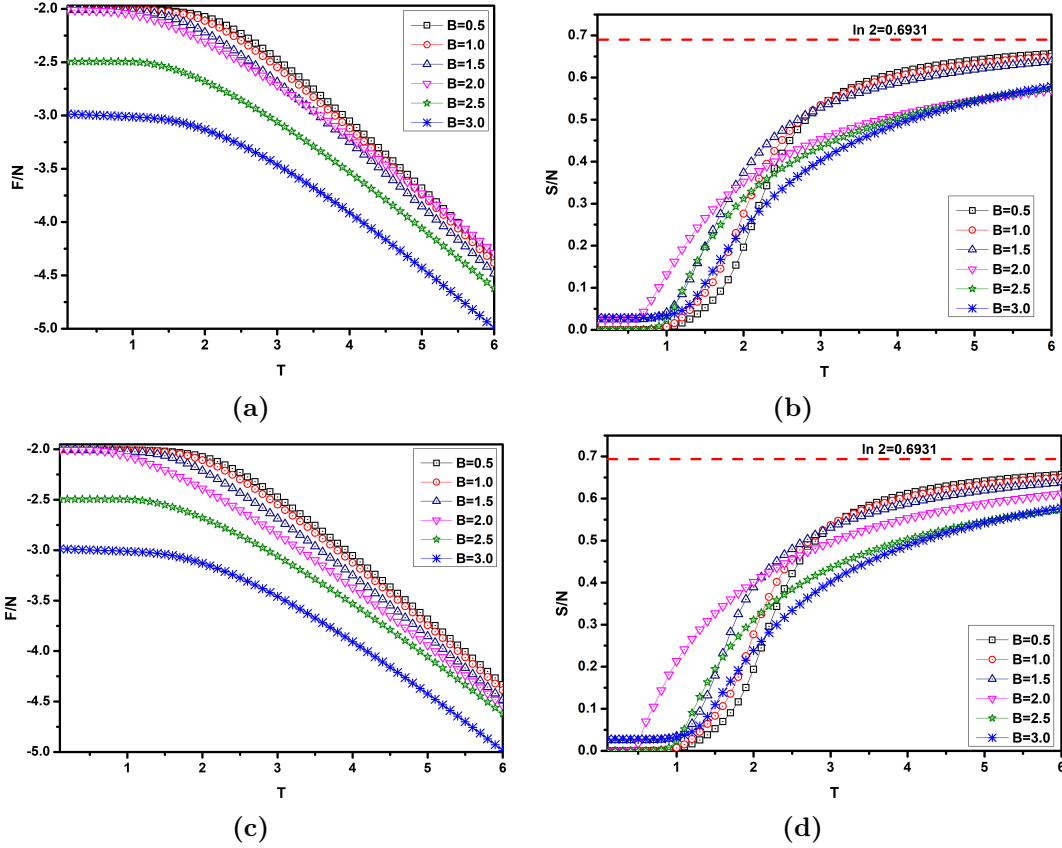 -2.0
-2.5
-3.0
-3.5
-4.0
-4.5
-5.0
F/N
1 2 3 4 5 6
T
B=0.5
B=1.0
B=1.5
B=2.0
B=2.5
B=3.0
(a)
0.7
0.6
0.5
0.4
0.3
0.2
0.1
0.0
S/N
ln 2=0.6931
B=0.5
B=1.0
B=1.5
B=2.0
B=2.5
B=3.0
1 2 3 4 5 6
T
(b)
-2.0
-2.5
-3.0
-3.5
-4.0
-4.5
-5.0
F/N
B=0.5
B=1.0
B=1.5
B=2.0
B=2.5
B=3.0
1 2 3 4 5 6
T
(c)
0.7
0.6
0.5
0.4
0.3
0.2
0.1
0.0
S/N
ln 2=0.6931
B=0.5
B=1.0
B=1.5
B=2.0
B=2.5
B=3.0
1 2 3 4 5 6
T
(d)